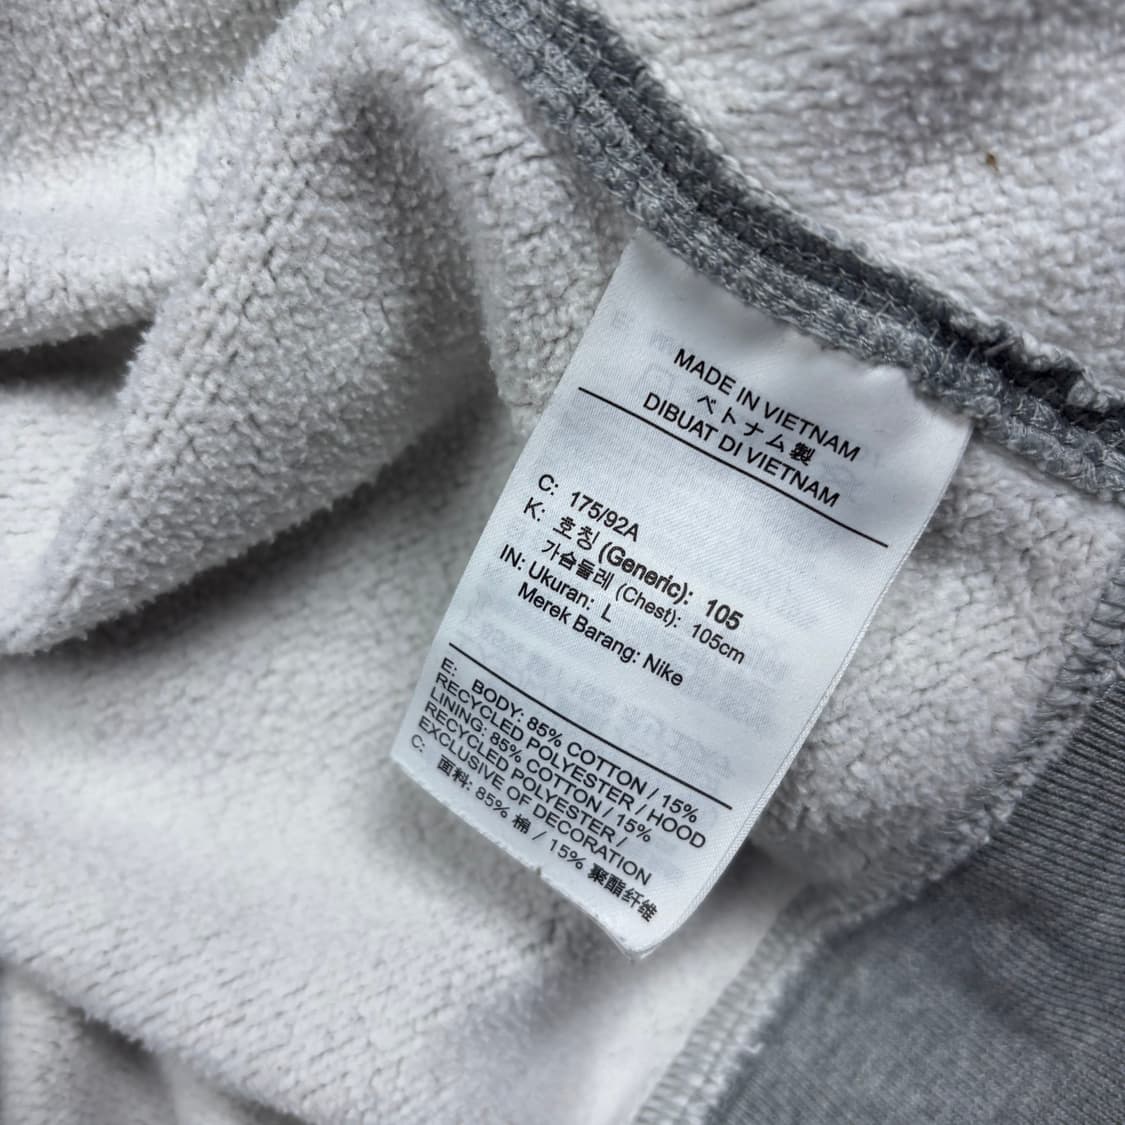 MADE IN VIETNAM
ベトナム製
DIBUAT DI VIETNAM
C: 175/92A
K: 호칭 (Generic): 105
가슴둘레 (Chest): 105cm
IN: Ukuran: L
Merek Barang: Nike
E: BODY: 85% COTTON / 15%
RECYCLED POLYESTER / HOOD
LINING: 85% COTTON / 15%
RECYCLED POLYESTER /
EXCLUSIVE OF DECORATION
C: 面料: 85% 棉 / 15% 聚酯纤维